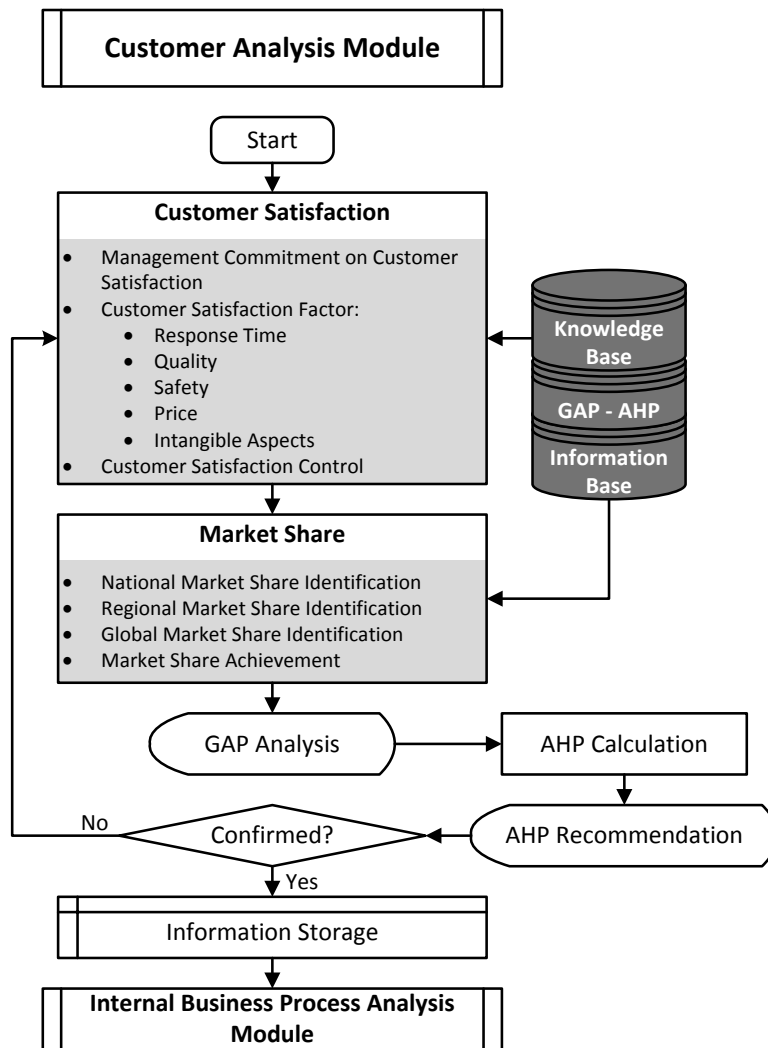 Customer Analysis Module
Start
Customer Satisfaction
• Management Commitment on Customer
Satisfaction
• Customer Satisfaction Factor:
• Response Time
• Quality
• Safety
• Price
• Intangible Aspects
• Customer Satisfaction Control
Knowledge
Base
GAP - AHP
Information
Base
Market Share
• National Market Share Identification
• Regional Market Share Identification
• Global Market Share Identification
• Market Share Achievement
GAP Analysis
AHP Calculation
No
Confirmed?
AHP Recommendation
Yes
Information Storage
Internal Business Process Analysis
Module